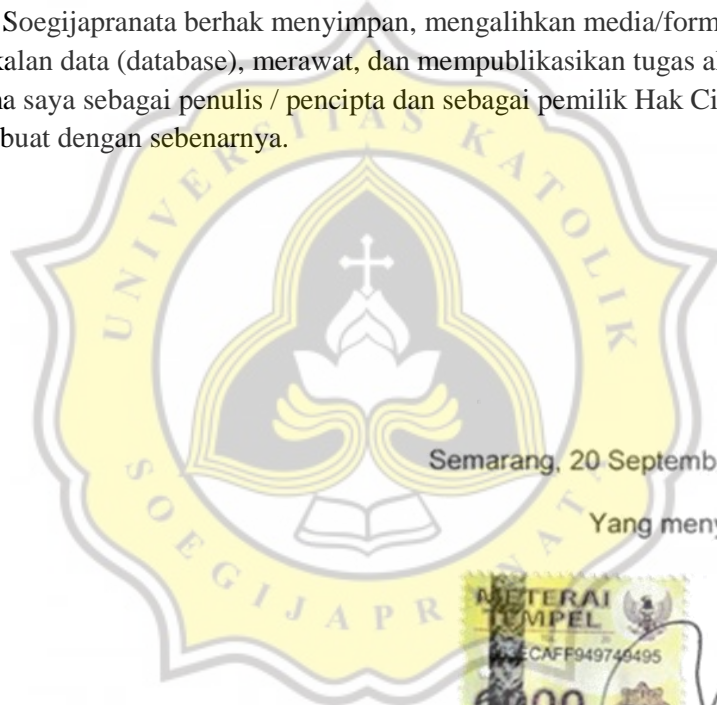 Soegijapranata berhak menyimpan, mengalihkan media/form
kalan data (database), merawat, dan mempublikasikan tugas a
a saya sebagai penulis / pencipta dan sebagai pemilik Hak Ci
buat dengan sebenarnya.
UNIVERSITAS KATOLIK
SOEGIJAPRANATA
Semarang, 20 Septemb
Yang meny
METERAI
TEMPEL
ECAFF949749495
6000